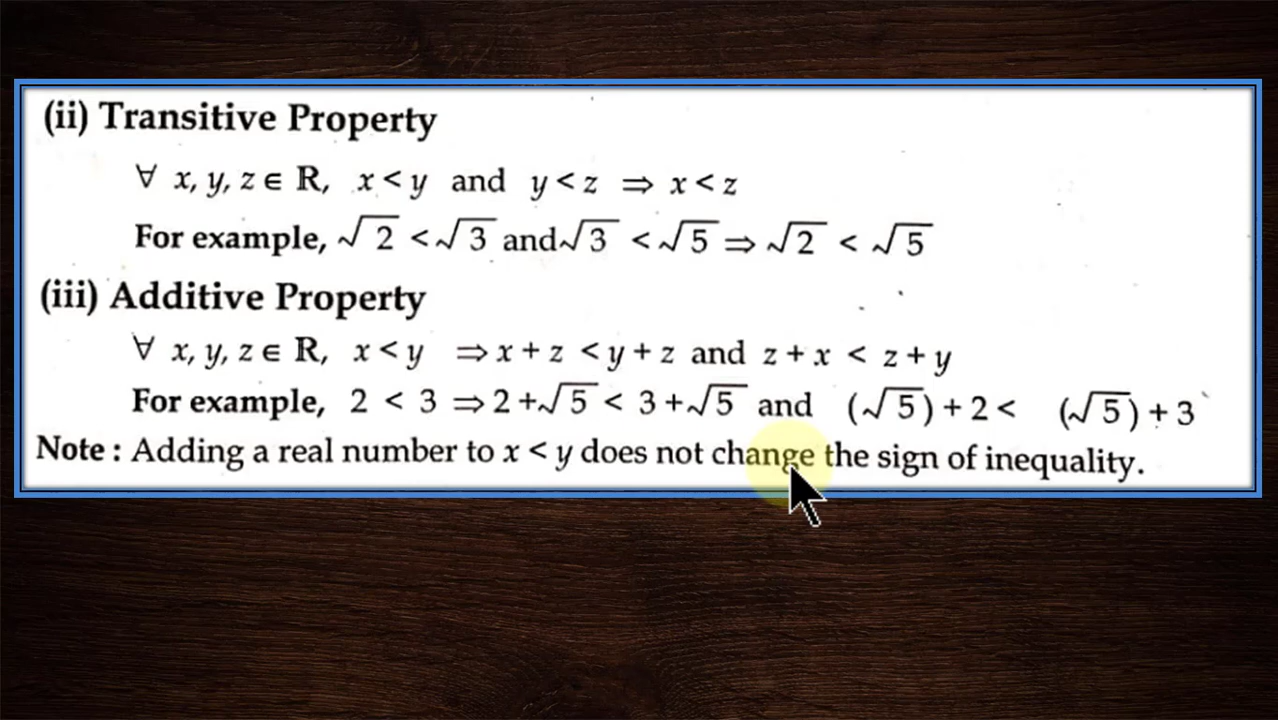 (ii) Transitive Property
∀ x, y, z ∈ ℝ, x < y and y < z ⇒ x < z
For example, √2 < √3 and √3 < √5 ⇒ √2 < √5
(iii) Additive Property
∀ x, y, z ∈ ℝ, x < y ⇒ x + z < y + z and z + x < z + y
For example, 2 < 3 ⇒ 2 + √5 < 3 + √5 and (√5) + 2 < (√5) + 3
Note : Adding a real number to x < y does not change the sign of inequality.